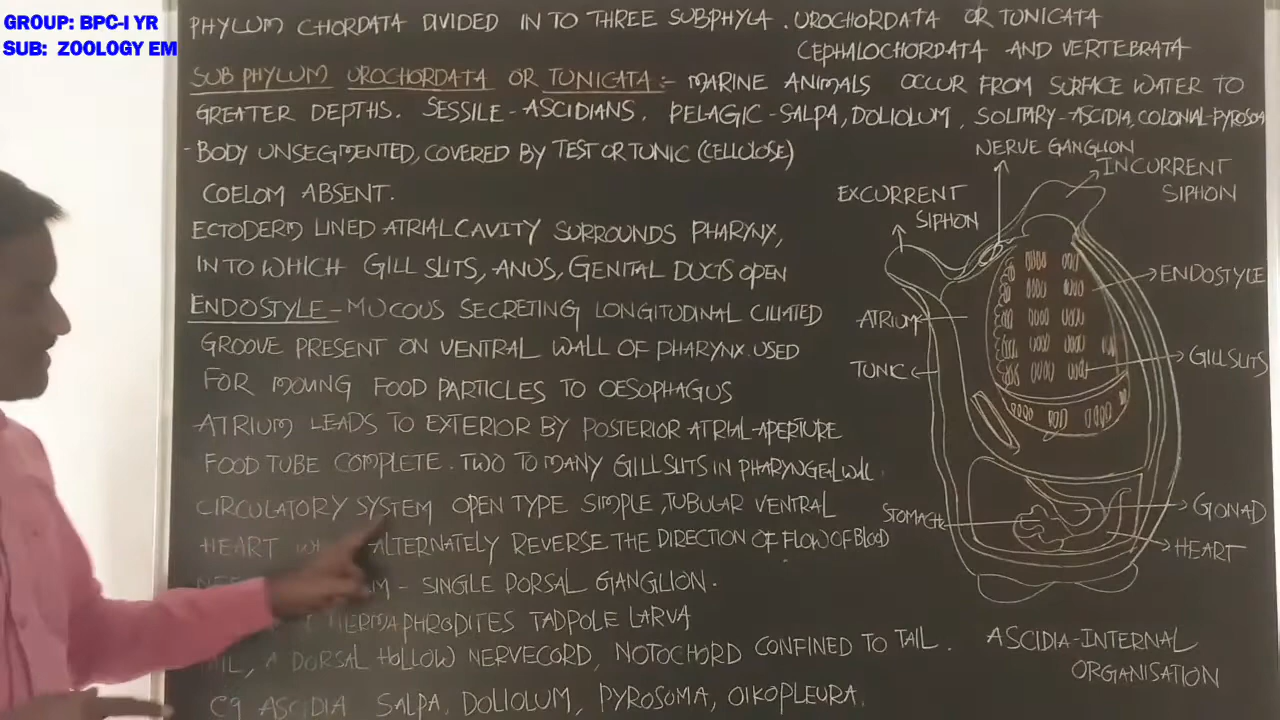 GROUP: BPC-I YR
SUB: ZOOLOGY EM
PHYLUM CHORDATA DIVIDED IN TO THREE SUBPHYLA. UROCHORDATA OR TUNICATA
CEPHALOCHORDATA AND VERTEBRATA
SUB PHYLUM UROCHORDATA OR TUNICATA:- MARINE ANIMALS OCCUR FROM SURFACE WATER TO
GREATER DEPTHS. SESSILE-ASCIDIANS. PELAGIC-SALPA, DOLIOLUM, SOLITARY-ASCIDIA, COLONIAL-PYROSOMA
- BODY UNSEGMENTED, COVERED BY TEST OR TUNIC (CELLULOSE)
COELOM ABSENT.
ECTODERM LINED ATRIAL CAVITY SURROUNDS PHARYNX,
IN TO WHICH GILL SLITS, ANUS, GENITAL DUCTS OPEN
ENDOSTYLE - MUCOUS SECRETING LONGITUDINAL CILIATED
GROOVE PRESENT ON VENTRAL WALL OF PHARYNX. USED
FOR MOVING FOOD PARTICLES TO OESOPHAGUS
ATRIUM LEADS TO EXTERIOR BY POSTERIOR ATRIAL-APERTURE
FOOD TUBE COMPLETE. TWO TO MANY GILL SLITS IN PHARYNGEAL WALL.
CIRCULATORY SYSTEM OPEN TYPE SIMPLE, TUBULAR VENTRAL
HEART ALTERNATELY REVERSE THE DIRECTION OF FLOW OF BLOOD
- SINGLE DORSAL GANGLION.
HERMAPHRODITES TADPOLE LARVA
TAIL, A DORSAL HOLLOW NERVECORD, NOTOCHORD CONFINED TO TAIL.
Eg ASCIDIA SALPA, DOLIOLUM, PYROSOMA, OIKOPLEURA.
NERVE GANGLION
INCURRENT
SIPHON
EXCURRENT
SIPHON
ENDOSTYLE
ATRIUM
GILL SLITS
TUNIC
STOMACH
GONAD
HEART
ASCIDIA-INTERNAL
ORGANISATION